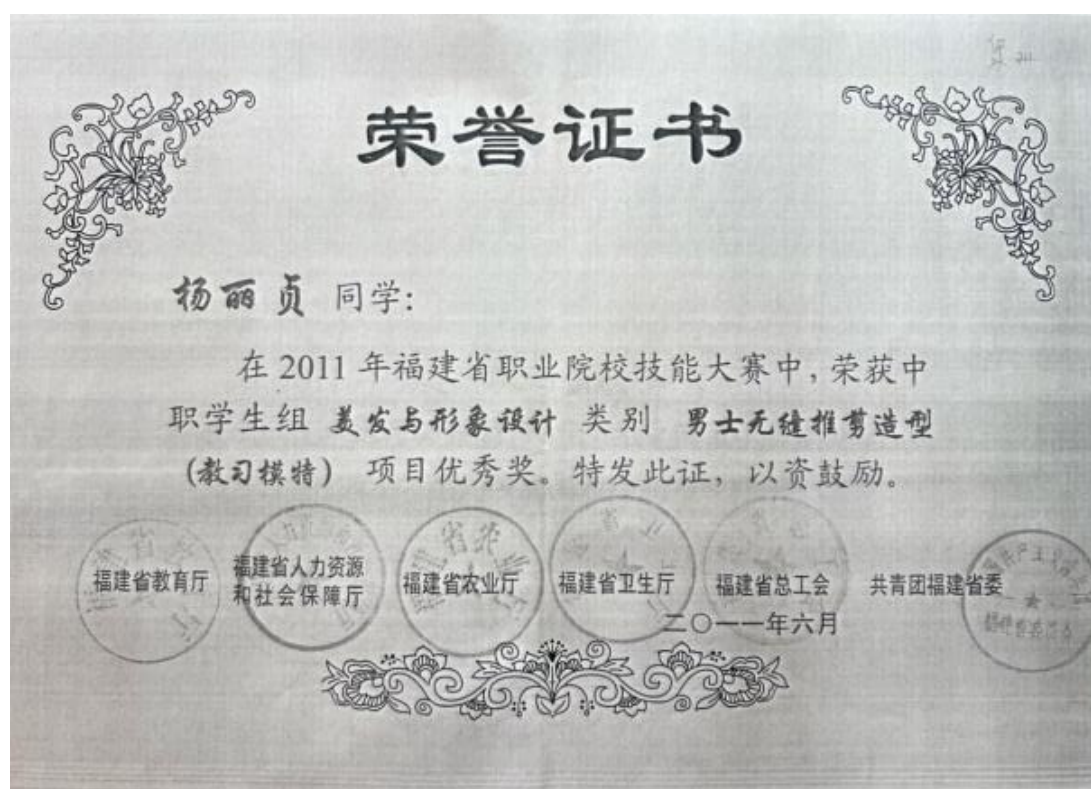 荣誉证书
杨丽贞 同学:
在 2011 年福建省职业院校技能大赛中, 荣获中
职学生组 美发与形象设计 类别 男士无缝推剪造型
(教习模特) 项目优秀奖。特发此证, 以资鼓励。
福建省教育厅
福建省人力资源
和社会保障厅
福建省农业厅
福建省卫生厅
福建省总工会
共青团福建省委
二〇一一年六月